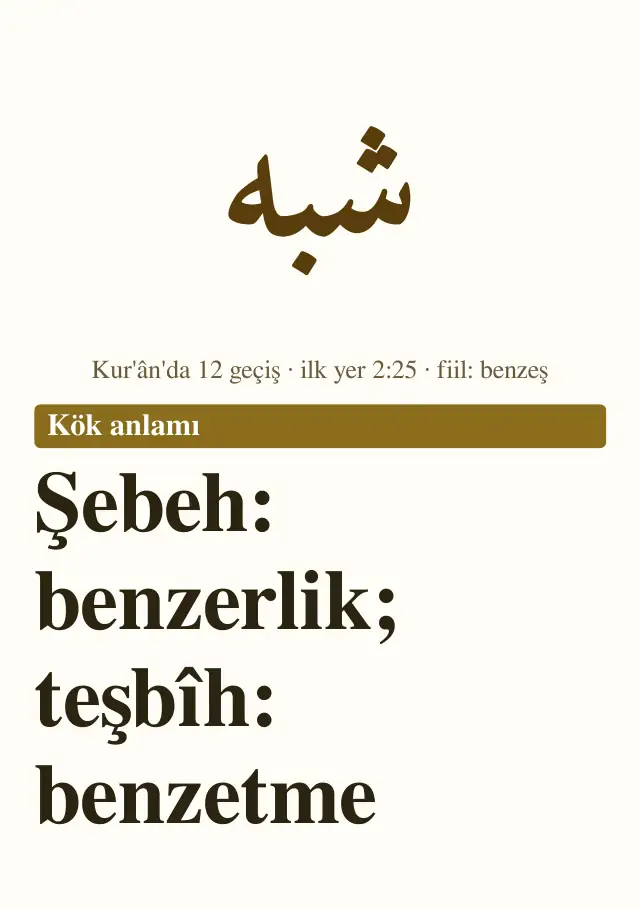 شبه
Kur'ân'da 12 geçiş · ilk yer 2:25 · fiil: benzeş
Kök anlamı
Şebeh:
benzerlik;
teşbîh:
benzetme